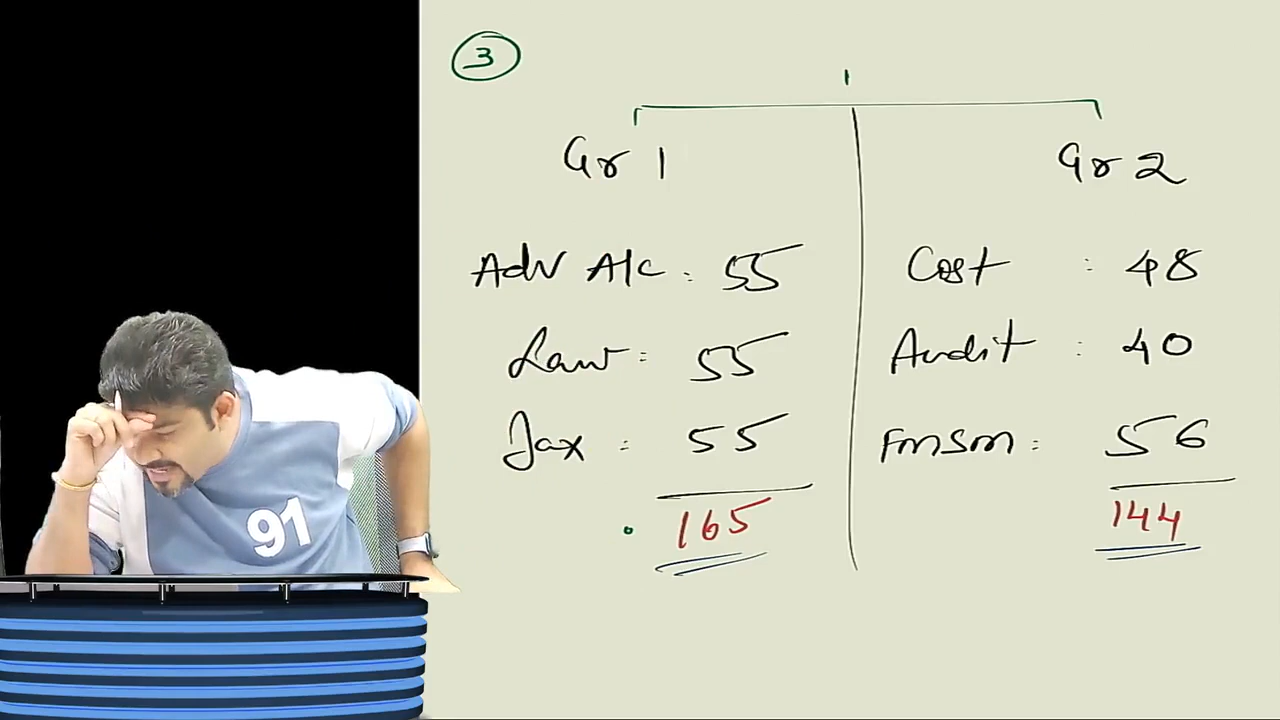 3
Gr 1
Adv A/c : 55
Law : 55
Tax : 55
165
Gr 2
Cost : 48
Audit : 40
FMSM : 56
144
91